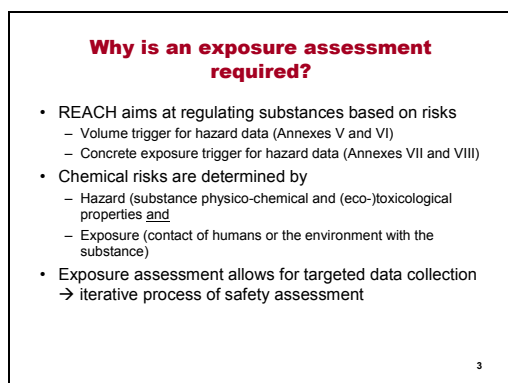 Why is an exposure assessment
required?
• REACH aims at regulating substances based on risks
– Volume trigger for hazard data (Annexes V and VI)
– Concrete exposure trigger for hazard data (Annexes VII and VIII)
• Chemical risks are determined by
– Hazard (substance physico-chemical and (eco-)toxicological
properties and
– Exposure (contact of humans or the environment with the
substance)
• Exposure assessment allows for targeted data collection
→ iterative process of safety assessment
3